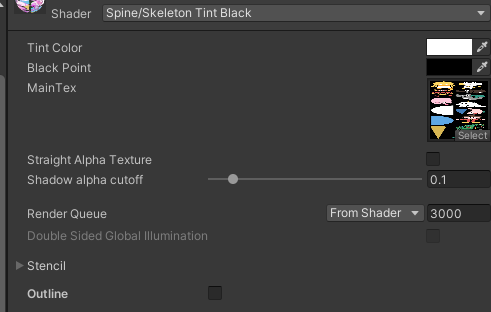 Shader Spine/Skeleton Tint Black
Tint Color
Black Point
MainTex
Select
Straight Alpha Texture
Shadow alpha cutoff 0.1
Render Queue From Shader 3000
Double Sided Global Illumination
Stencil
Outline